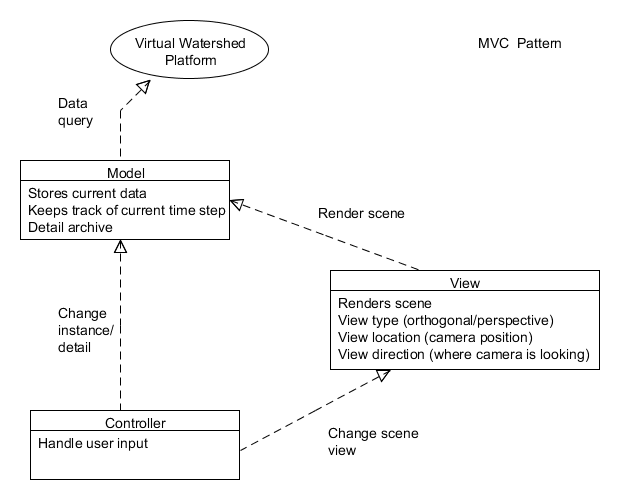 Virtual Watershed
Platform
MVC  Pattern
Data
query
Model
Stores current data
Keeps track of current time step
Detail archive
Render scene
View
Renders scene
View type (orthogonal/perspective)
View location (camera position)
View direction (where camera is looking)
Change
instance/
detail
Controller
Handle user input
Change scene
view